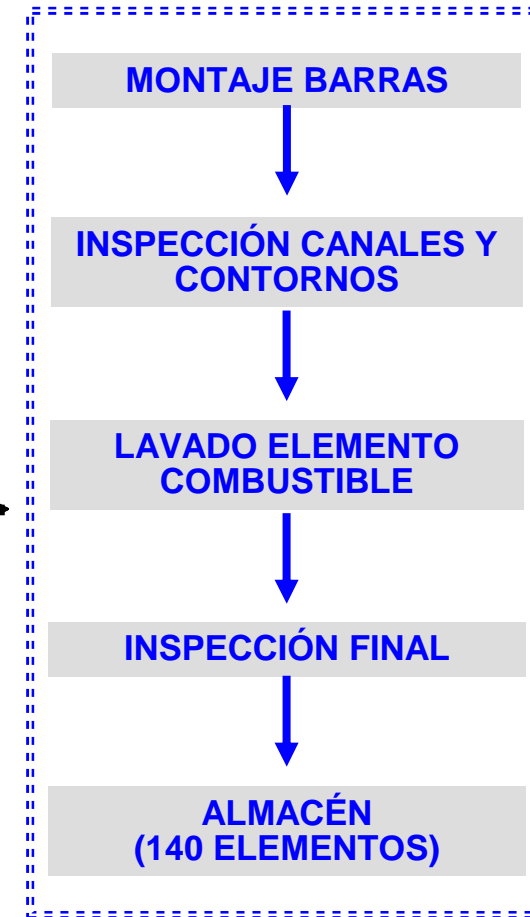 MONTAJE BARRAS
INSPECCIÓN CANALES Y
CONTORNOS
LAVADO ELEMENTO
COMBUSTIBLE
INSPECCIÓN FINAL
ALMACÉN
(140 ELEMENTOS)